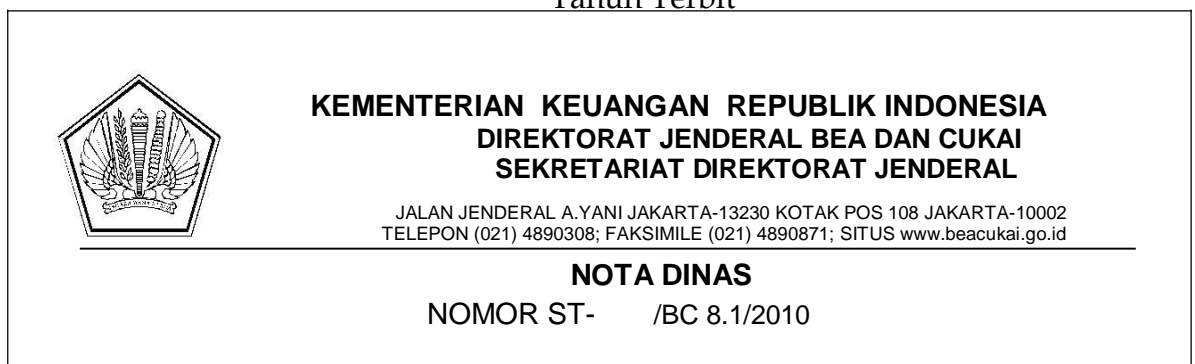 Tahun Terbit
KEMENTERIAN KEUANGAN REPUBLIK INDONESIA
DIREKTORAT JENDERAL BEA DAN CUKAI
SEKRETARIAT DIREKTORAT JENDERAL
JALAN JENDERAL A.YANI JAKARTA-13230 KOTAK POS 108 JAKARTA-10002
TELEPON (021) 4890308; FAKSIMILE (021) 4890871; SITUS www.beacukai.go.id
NOTA DINAS
NOMOR ST- /BC 8.1/2010